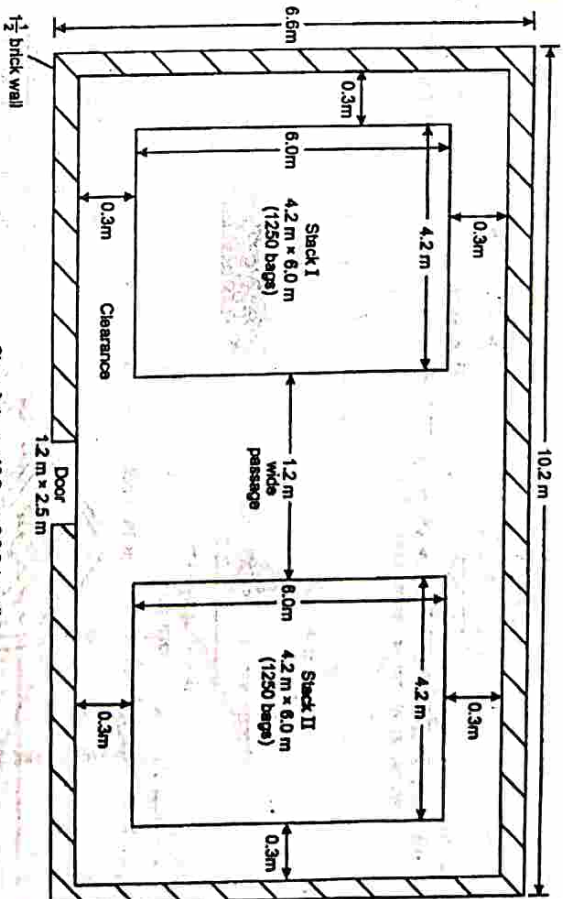 6.6m
10.2 m
1½ brick wall
0.3m
6.0m
4.2 m
0.3m
Stack I
4.2 m × 6.0 m
(1250 bags)
0.3m
Clearance
1.2 m
wide
passage
Door
1.2 m × 2.5 m
6.0m
4.2 m
0.3m
Stack II
4.2 m × 6.0 m
(1250 bags)
0.3m
0.3m